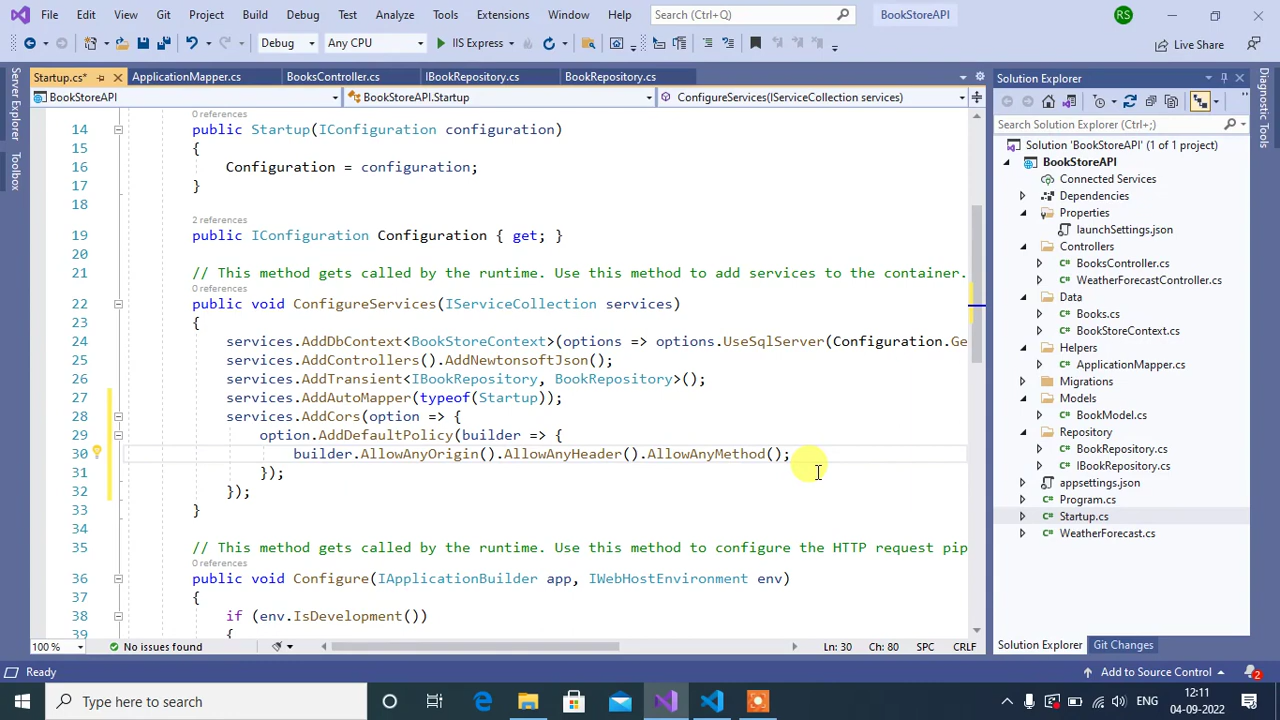 File Edit View Git Project Build Debug Test Analyze Tools Extensions Window Help Search (Ctrl+Q) BookStoreAPI RS
Debug Any CPU IIS Express Live Share
Startup.cs* ApplicationMapper.cs BooksController.cs IBookRepository.cs BookRepository.cs
BookStoreAPI BookStoreAPI.Startup ConfigureServices(IServiceCollection services)
Server Explorer
Toolbox
0 references
14 public Startup(IConfiguration configuration)
15 {
16 Configuration = configuration;
17 }
18
2 references
19 public IConfiguration Configuration { get; }
20
21 // This method gets called by the runtime. Use this method to add services to the container.
0 references
22 public void ConfigureServices(IServiceCollection services)
23 {
24 services.AddDbContext<BookStoreContext>(options => options.UseSqlServer(Configuration.Ge
25 services.AddControllers().AddNewtonsoftJson();
26 services.AddTransient<IBookRepository, BookRepository>();
27 services.AddAutoMapper(typeof(Startup));
28 services.AddCors(option => {
29 option.AddDefaultPolicy(builder => {
30 builder.AllowAnyOrigin().AllowAnyHeader().AllowAnyMethod();
31 });
32 });
33 }
34
35 // This method gets called by the runtime. Use this method to configure the HTTP request pip
0 references
36 public void Configure(IApplicationBuilder app, IWebHostEnvironment env)
37 {
38 if (env.IsDevelopment())
39 {
100 % No issues found Ln: 30 Ch: 80 SPC CRLF
Solution Explorer
Search Solution Explorer (Ctrl+;)
Solution 'BookStoreAPI' (1 of 1 project)
BookStoreAPI
Connected Services
Dependencies
Properties
launchSettings.json
Controllers
BooksController.cs
WeatherForecastController.cs
Data
Books.cs
BookStoreContext.cs
Helpers
ApplicationMapper.cs
Migrations
Models
BookModel.cs
Repository
BookRepository.cs
IBookRepository.cs
appsettings.json
Program.cs
Startup.cs
WeatherForecast.cs
Solution Explorer Git Changes
Diagnostic Tools
Ready Add to Source Control 2
Type here to search ENG 12:11
04-09-2022